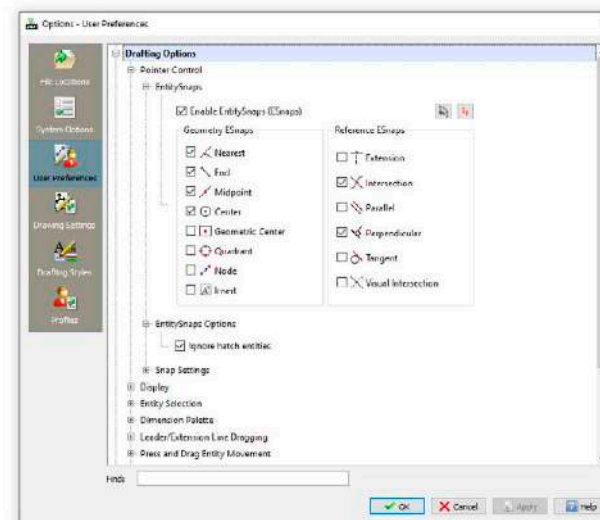 Options - User Preferences
File Locations
System Options
User Preferences
Drawing Settings
Drafting Styles
Profiles
Drafting Options
Pointer Control
EntitySnaps
Enable EntitySnaps (ESnaps)
Geometry ESnaps
Nearest
End
Midpoint
Center
Geometric Center
Quadrant
Node
Insert
Reference ESnaps
Extension
Intersection
Parallel
Perpendicular
Tangent
Visual Intersection
EntitySnaps Options
Ignore hatch entities
Snap Settings
Display
Entity Selection
Dimension Palette
Leader/Extension Line Dragging
Press and Drag Entity Movement
Find:
OK
Cancel
Apply
Help